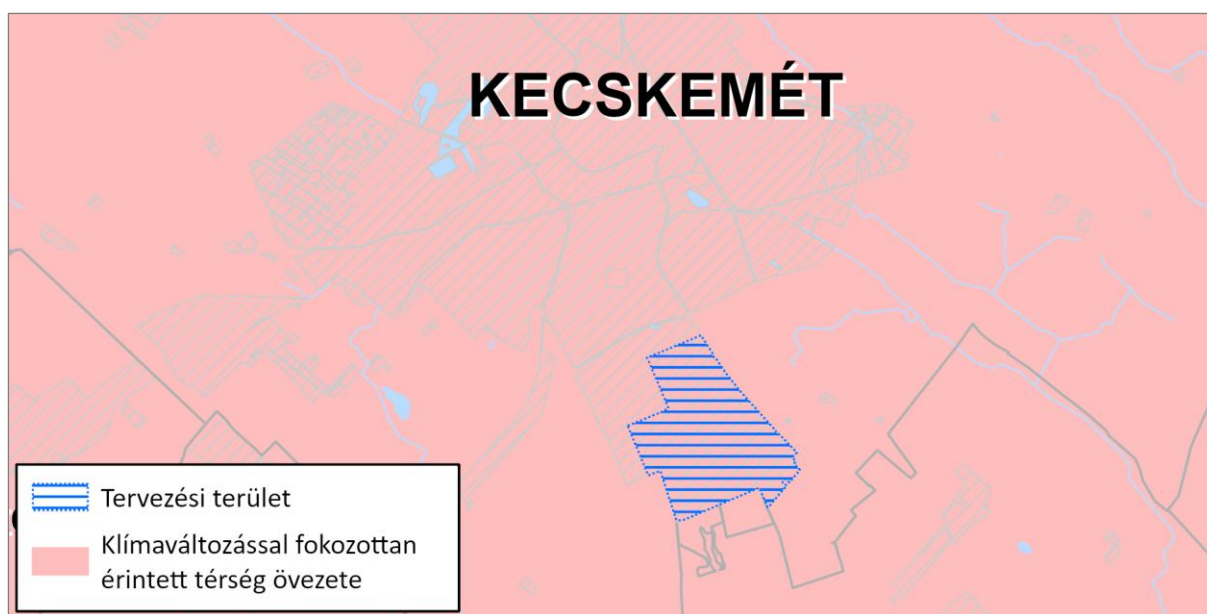 KECSKEMÉT
Tervezési terület
Klímaváltozással fokozottan
érintett térség övezete